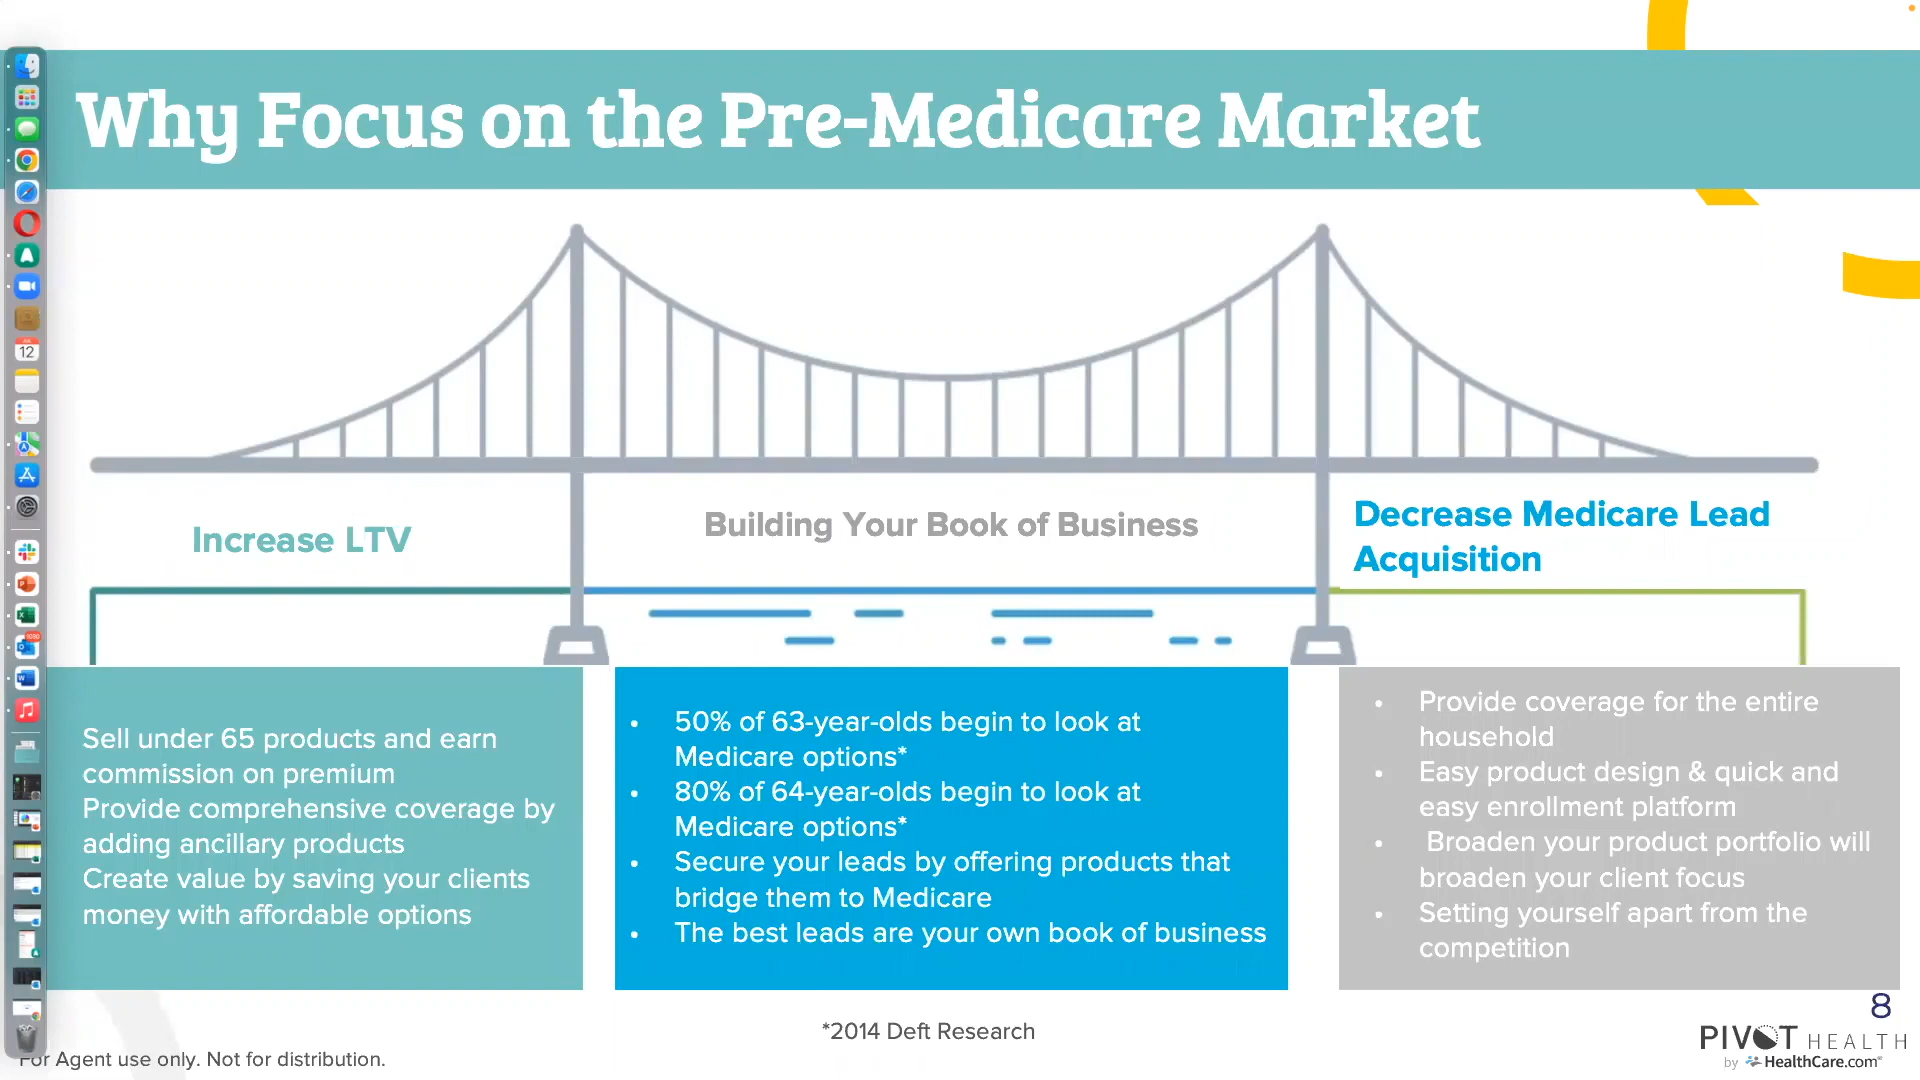 Why Focus on the Pre-Medicare Market
12
Increase LTV
Building Your Book of Business
Decrease Medicare Lead
Acquisition
Sell under 65 products and earn
commission on premium
Provide comprehensive coverage by
adding ancillary products
Create value by saving your clients
money with affordable options
• 50% of 63-year-olds begin to look at
Medicare options*
• 80% of 64-year-olds begin to look at
Medicare options*
• Secure your leads by offering products that
bridge them to Medicare
• The best leads are your own book of business
• Provide coverage for the entire
household
• Easy product design & quick and
easy enrollment platform
• Broaden your product portfolio will
broaden your client focus
• Setting yourself apart from the
competition
*2014 Deft Research
8
PIVOT HEALTH
by HealthCare.com
For Agent use only. Not for distribution.